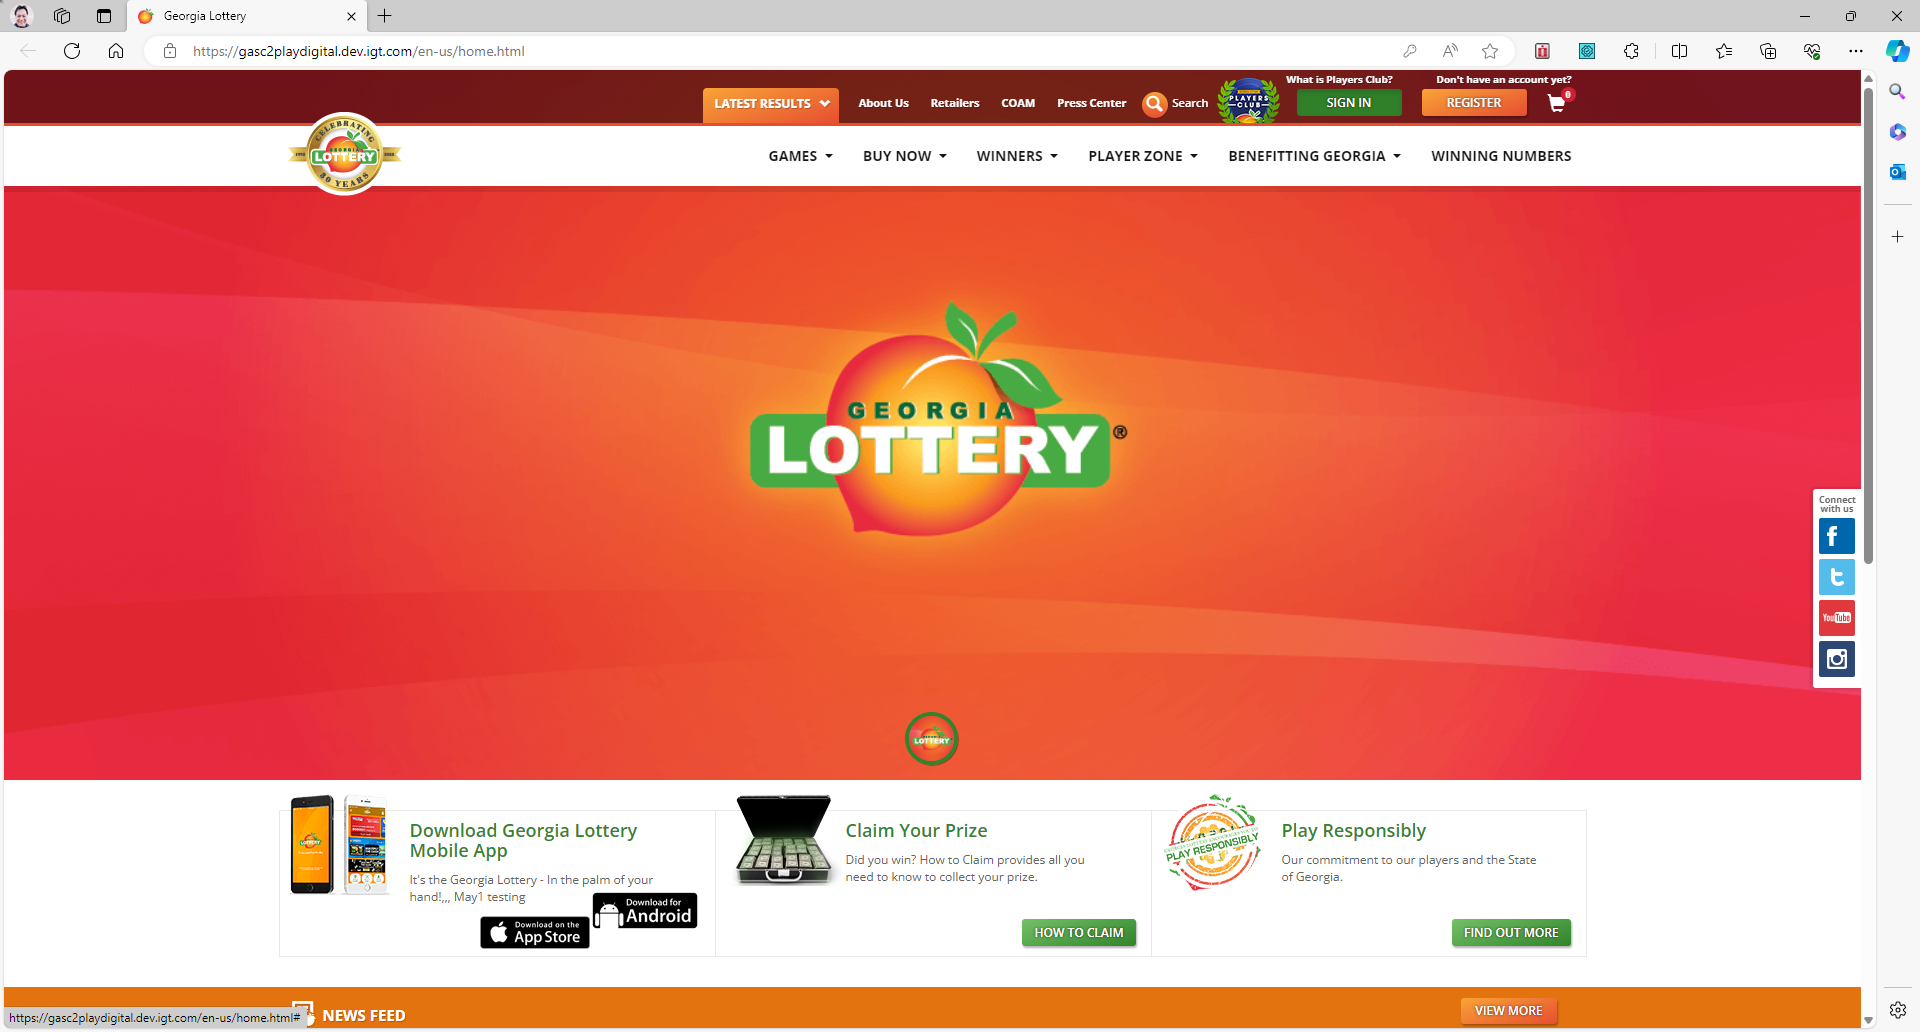 Georgia Lottery
https://gasc2playdigital.dev.igt.com/en-us/home.html
What is Players Club?
Don't have an account yet?
LATEST RESULTS
About Us
Retailers
COAM
Press Center
Search
PLAYERS
CLUB
SIGN IN
REGISTER
0
CELEBRATING
GEORGIA
LOTTERY
30 YEARS
GAMES
BUY NOW
WINNERS
PLAYER ZONE
BENEFITTING GEORGIA
WINNING NUMBERS
GEORGIA
LOTTERY®
Connect
with us
YouTube
LOTTERY
Download Georgia Lottery
Mobile App
It's the Georgia Lottery - In the palm of your
hand!,,, May1 testing
Download on the
App Store
Download for
Android
LOTTERY
Claim Your Prize
Did you win? How to Claim provides all you
need to know to collect your prize.
HOW TO CLAIM
PLAY RESPONSIBLY
Play Responsibly
Our commitment to our players and the State
of Georgia.
FIND OUT MORE
NEWS FEED
VIEW MORE
https://gasc2playdigital.dev.igt.com/en-us/home.html#